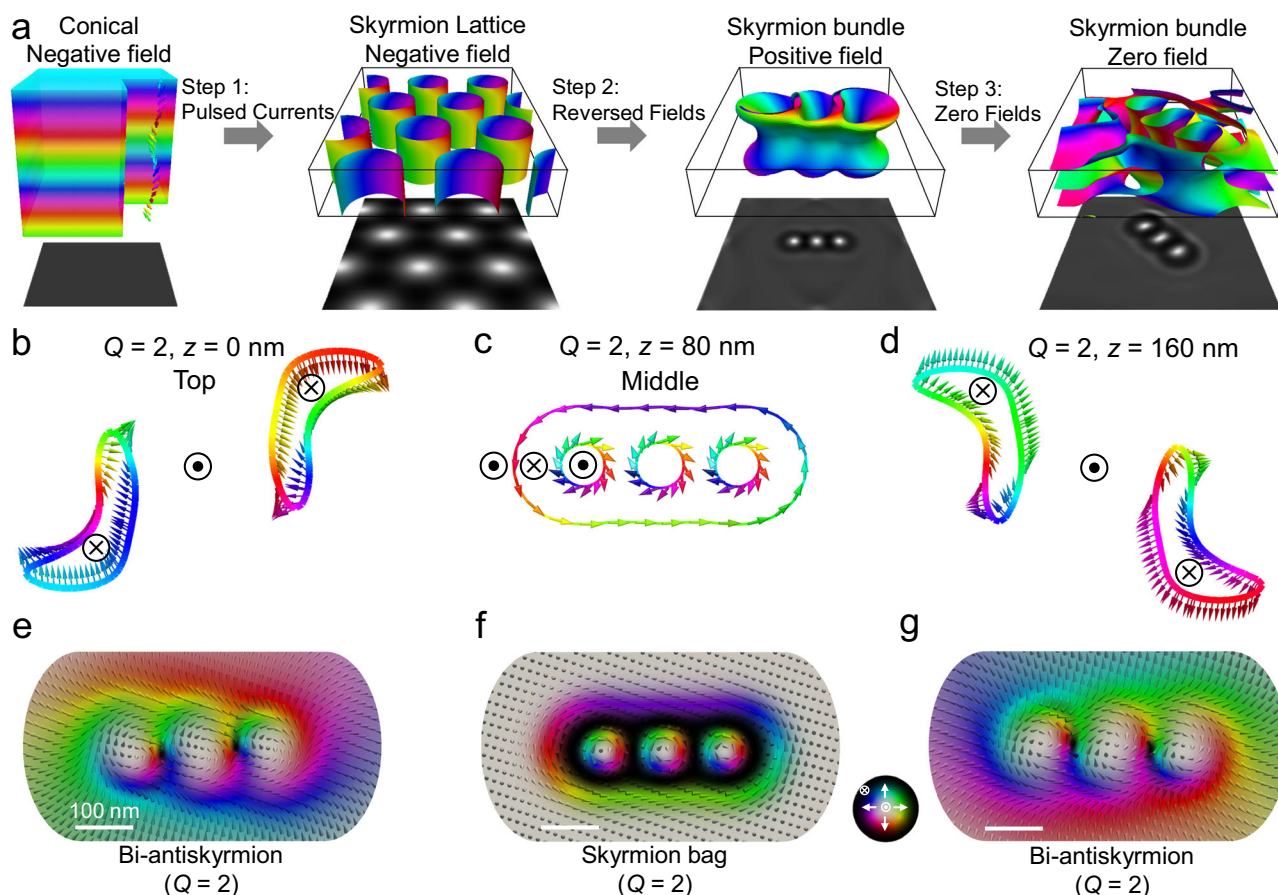 a
Conical
Negative field
Step 1:
Pulsed Currents
Skyrmion Lattice
Negative field
Step 2:
Reversed Fields
Skyrmion bundle
Positive field
Step 3:
Zero Fields
Skyrmion bundle
Zero field
b
Q = 2, z = 0 nm
Top
c
Q = 2, z = 80 nm
Middle
d
Q = 2, z = 160 nm
e
100 nm
Bi-antiskyrmion
(Q = 2)
f
Skyrmion bag
(Q = 2)
g
Bi-antiskyrmion
(Q = 2)